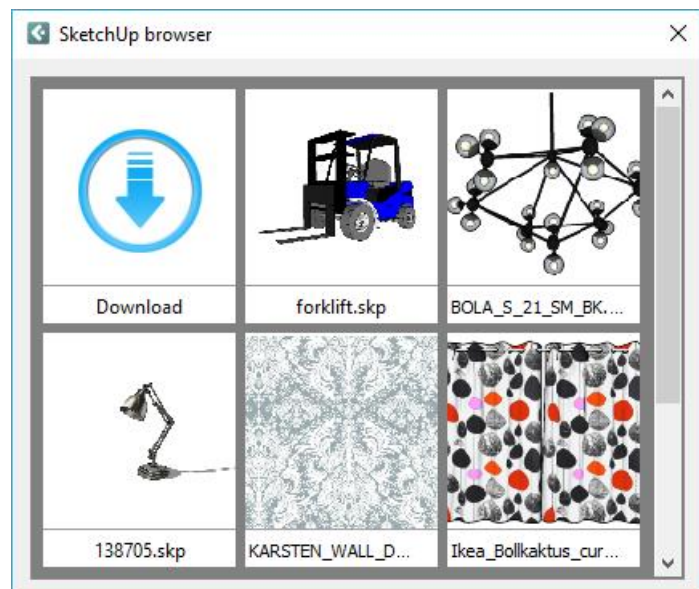 SketchUp browser
Download
forklift.skp
BOLA_S_21_SM_BK....
138705.skp
KARSTEN_WALL_D...
Ikea_Bollkaktus_cur...